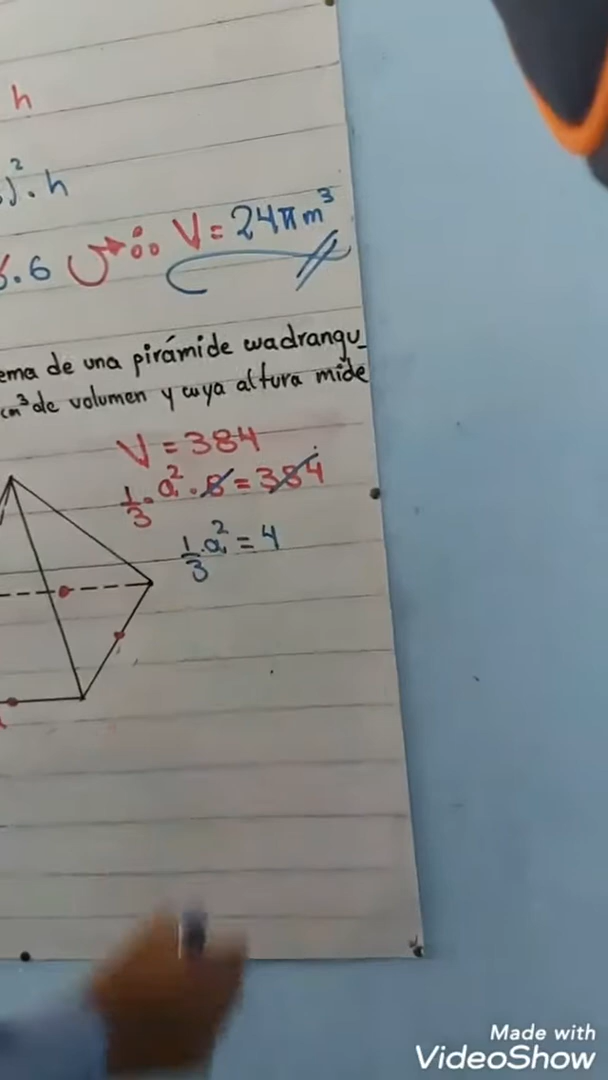 h
)². h
.6 ∴ V = 24πm³
ema de una pirámide cuadrangu_
cm³ de volumen y cuya altura mide
V = 384
1/3 · a² · 8 = 384
1/3 · a² = 4
Made with
VideoShow